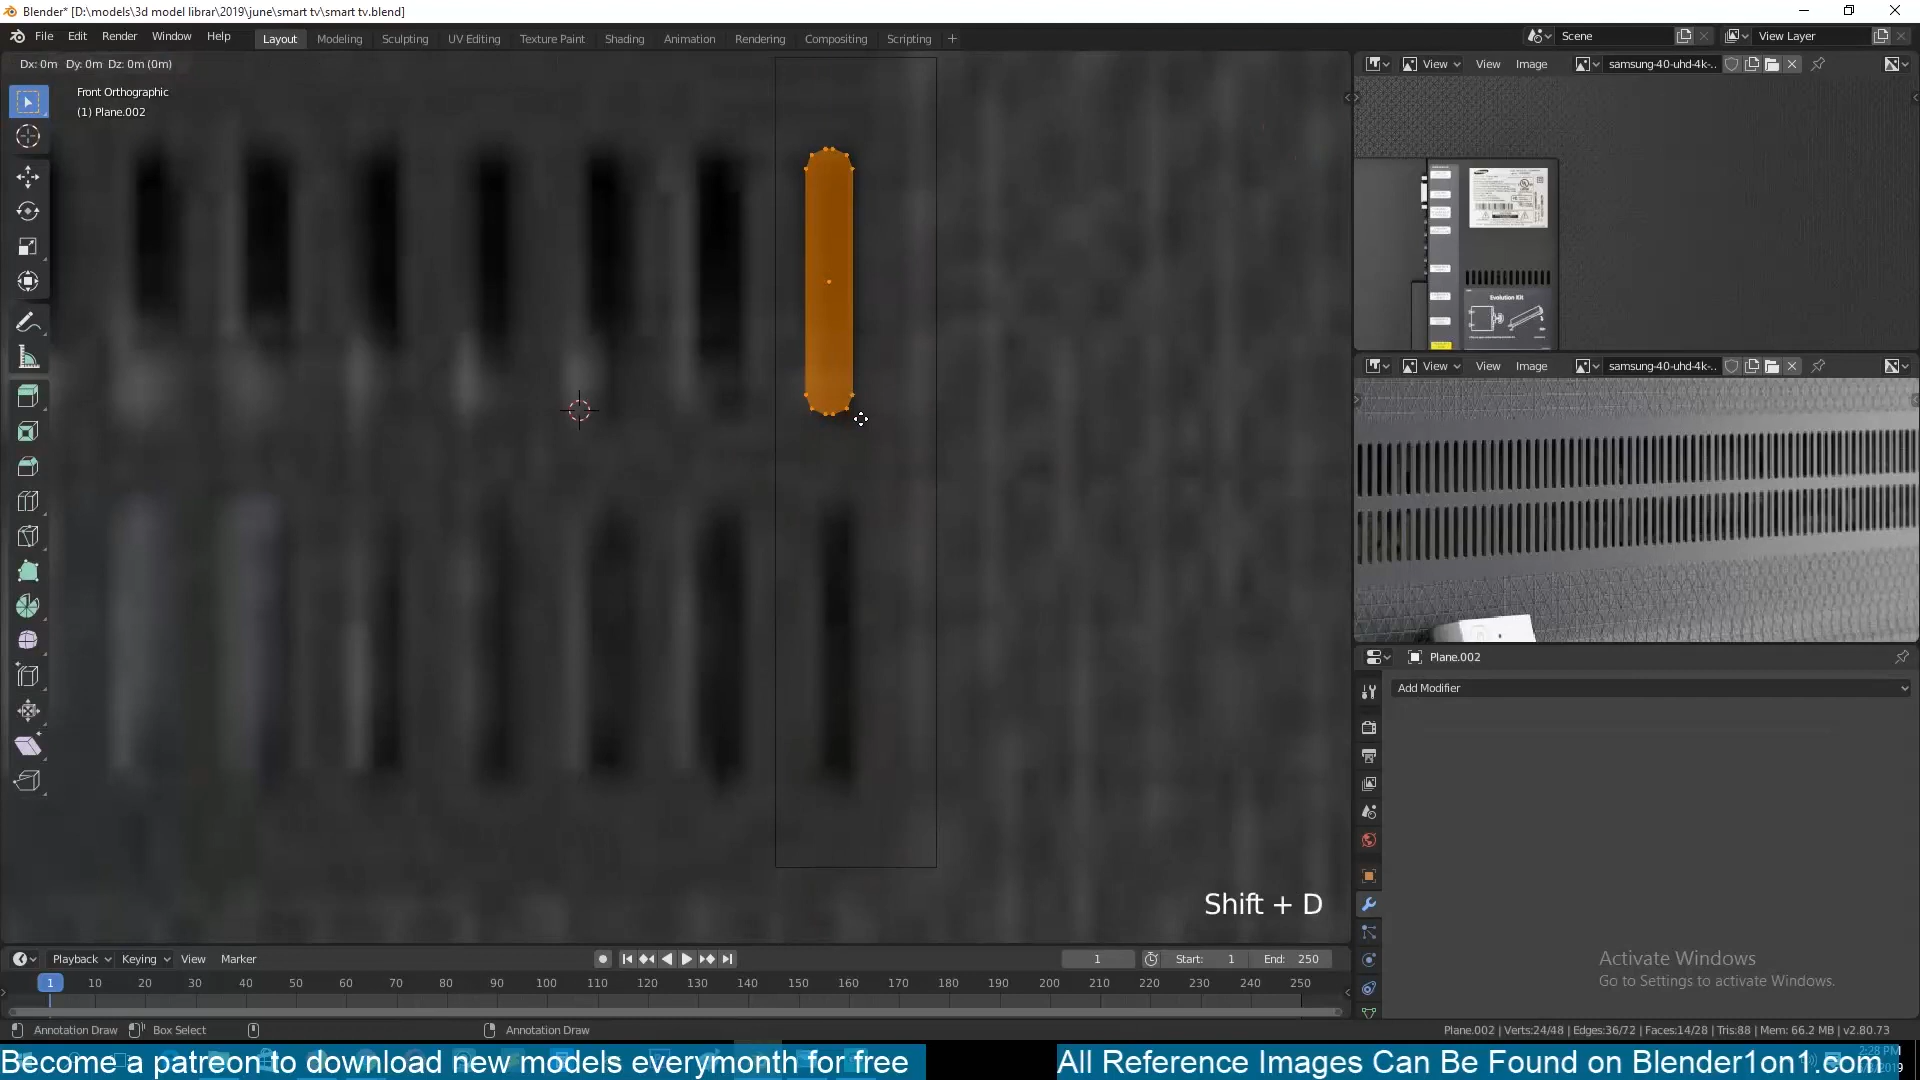 Blender* [D:\models\3d model librar\2019\june\smart tv\smart tv.blend]
File Edit Render Window Help
Layout Modeling Sculpting UV Editing Texture Paint Shading Animation Rendering Compositing Scripting
Scene View Layer
Dx: 0m Dy: 0m Dz: 0m (0m)
Front Orthographic
(1) Plane.002
View View Image samsung-40-uhd-4k-..
Evolution Kit
View View Image samsung-40-uhd-4k-..
Plane.002
Add Modifier
Shift + D
Activate Windows
Go to Settings to activate Windows.
Playback Keying View Marker
1 Start: 1 End: 250
1 10 20 30 40 50 60 70 80 90 100 110 120 130 140 150 160 170 180 190 200 210 220 230 240 250
Annotation Draw Box Select Annotation Draw
Plane.002 | Verts:24/48 | Edges:36/72 | Faces:14/28 | Tris:88 | Mem: 66.2 MB | v2.80.73
Become a patreon to download new models everymonth for free
All Reference Images Can Be Found on Blender1on1.com
2:28 PM